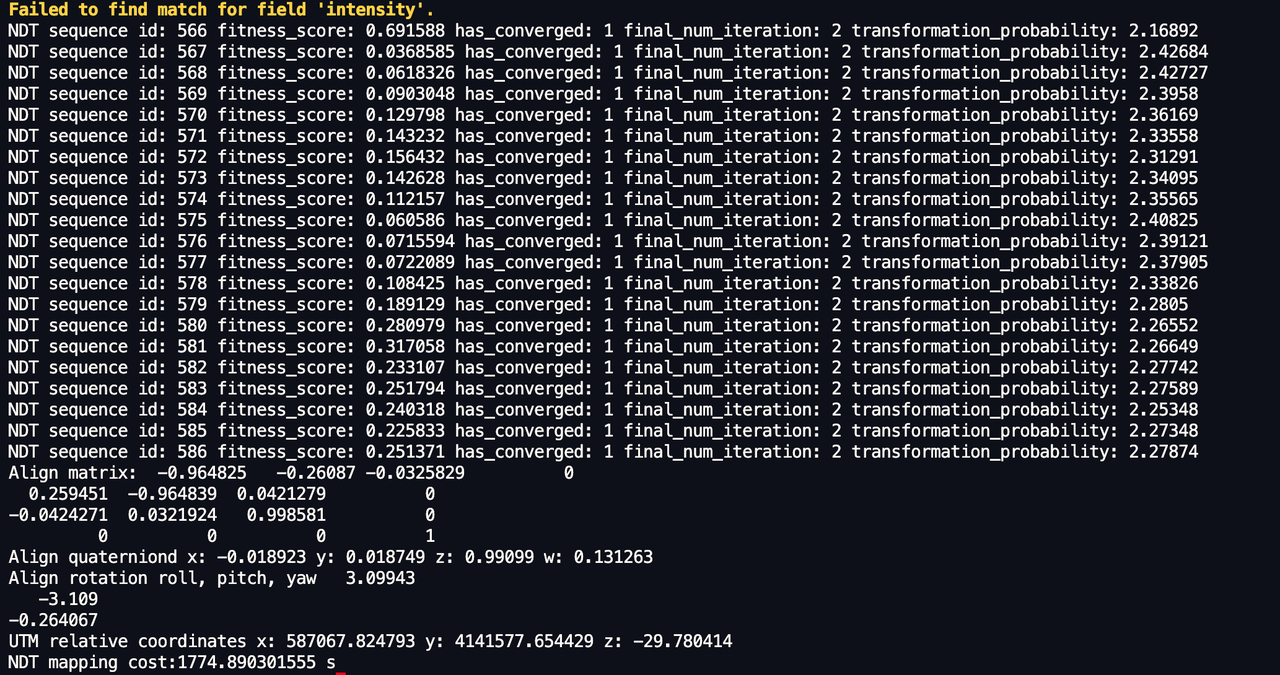 Failed to find match for field 'intensity'.
NDT sequence id: 566 fitness_score: 0.691588 has_converged: 1 final_num_iteration: 2 transformation_probability: 2.16892
NDT sequence id: 567 fitness_score: 0.0368585 has_converged: 1 final_num_iteration: 2 transformation_probability: 2.42684
NDT sequence id: 568 fitness_score: 0.0618326 has_converged: 1 final_num_iteration: 2 transformation_probability: 2.42727
NDT sequence id: 569 fitness_score: 0.0903048 has_converged: 1 final_num_iteration: 2 transformation_probability: 2.3958
NDT sequence id: 570 fitness_score: 0.129798 has_converged: 1 final_num_iteration: 2 transformation_probability: 2.36169
NDT sequence id: 571 fitness_score: 0.143232 has_converged: 1 final_num_iteration: 2 transformation_probability: 2.33558
NDT sequence id: 572 fitness_score: 0.156432 has_converged: 1 final_num_iteration: 2 transformation_probability: 2.31291
NDT sequence id: 573 fitness_score: 0.142628 has_converged: 1 final_num_iteration: 2 transformation_probability: 2.34095
NDT sequence id: 574 fitness_score: 0.112157 has_converged: 1 final_num_iteration: 2 transformation_probability: 2.35565
NDT sequence id: 575 fitness_score: 0.060586 has_converged: 1 final_num_iteration: 2 transformation_probability: 2.40825
NDT sequence id: 576 fitness_score: 0.0715594 has_converged: 1 final_num_iteration: 2 transformation_probability: 2.39121
NDT sequence id: 577 fitness_score: 0.0722089 has_converged: 1 final_num_iteration: 2 transformation_probability: 2.37905
NDT sequence id: 578 fitness_score: 0.108425 has_converged: 1 final_num_iteration: 2 transformation_probability: 2.33826
NDT sequence id: 579 fitness_score: 0.189129 has_converged: 1 final_num_iteration: 2 transformation_probability: 2.2805
NDT sequence id: 580 fitness_score: 0.280979 has_converged: 1 final_num_iteration: 2 transformation_probability: 2.26552
NDT sequence id: 581 fitness_score: 0.317058 has_converged: 1 final_num_iteration: 2 transformation_probability: 2.26649
NDT sequence id: 582 fitness_score: 0.233107 has_converged: 1 final_num_iteration: 2 transformation_probability: 2.27742
NDT sequence id: 583 fitness_score: 0.251794 has_converged: 1 final_num_iteration: 2 transformation_probability: 2.27589
NDT sequence id: 584 fitness_score: 0.240318 has_converged: 1 final_num_iteration: 2 transformation_probability: 2.25348
NDT sequence id: 585 fitness_score: 0.225833 has_converged: 1 final_num_iteration: 2 transformation_probability: 2.27348
NDT sequence id: 586 fitness_score: 0.251371 has_converged: 1 final_num_iteration: 2 transformation_probability: 2.27874
Align matrix:  -0.964825   -0.26087 -0.0325829          0
  0.259451  -0.964839  0.0421279          0
-0.0424271  0.0321924   0.998581          0
         0          0          0          1
Align quaterniond x: -0.018923 y: 0.018749 z: 0.99099 w: 0.131263
Align rotation roll, pitch, yaw   3.09943
   -3.109
-0.264067
UTM relative coordinates x: 587067.824793 y: 4141577.654429 z: -29.780414
NDT mapping cost:1774.890301555 s